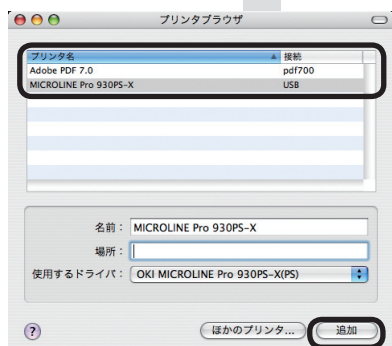 プリンタブラウザ
プリンタ名 接続
Adobe PDF 7.0 pdf700
MICROLINE Pro 930PS-X USB
名前： MICROLINE Pro 930PS-X
場所：
使用するドライバ： OKI MICROLINE Pro 930PS-X(PS)
? ほかのプリンタ... 追加